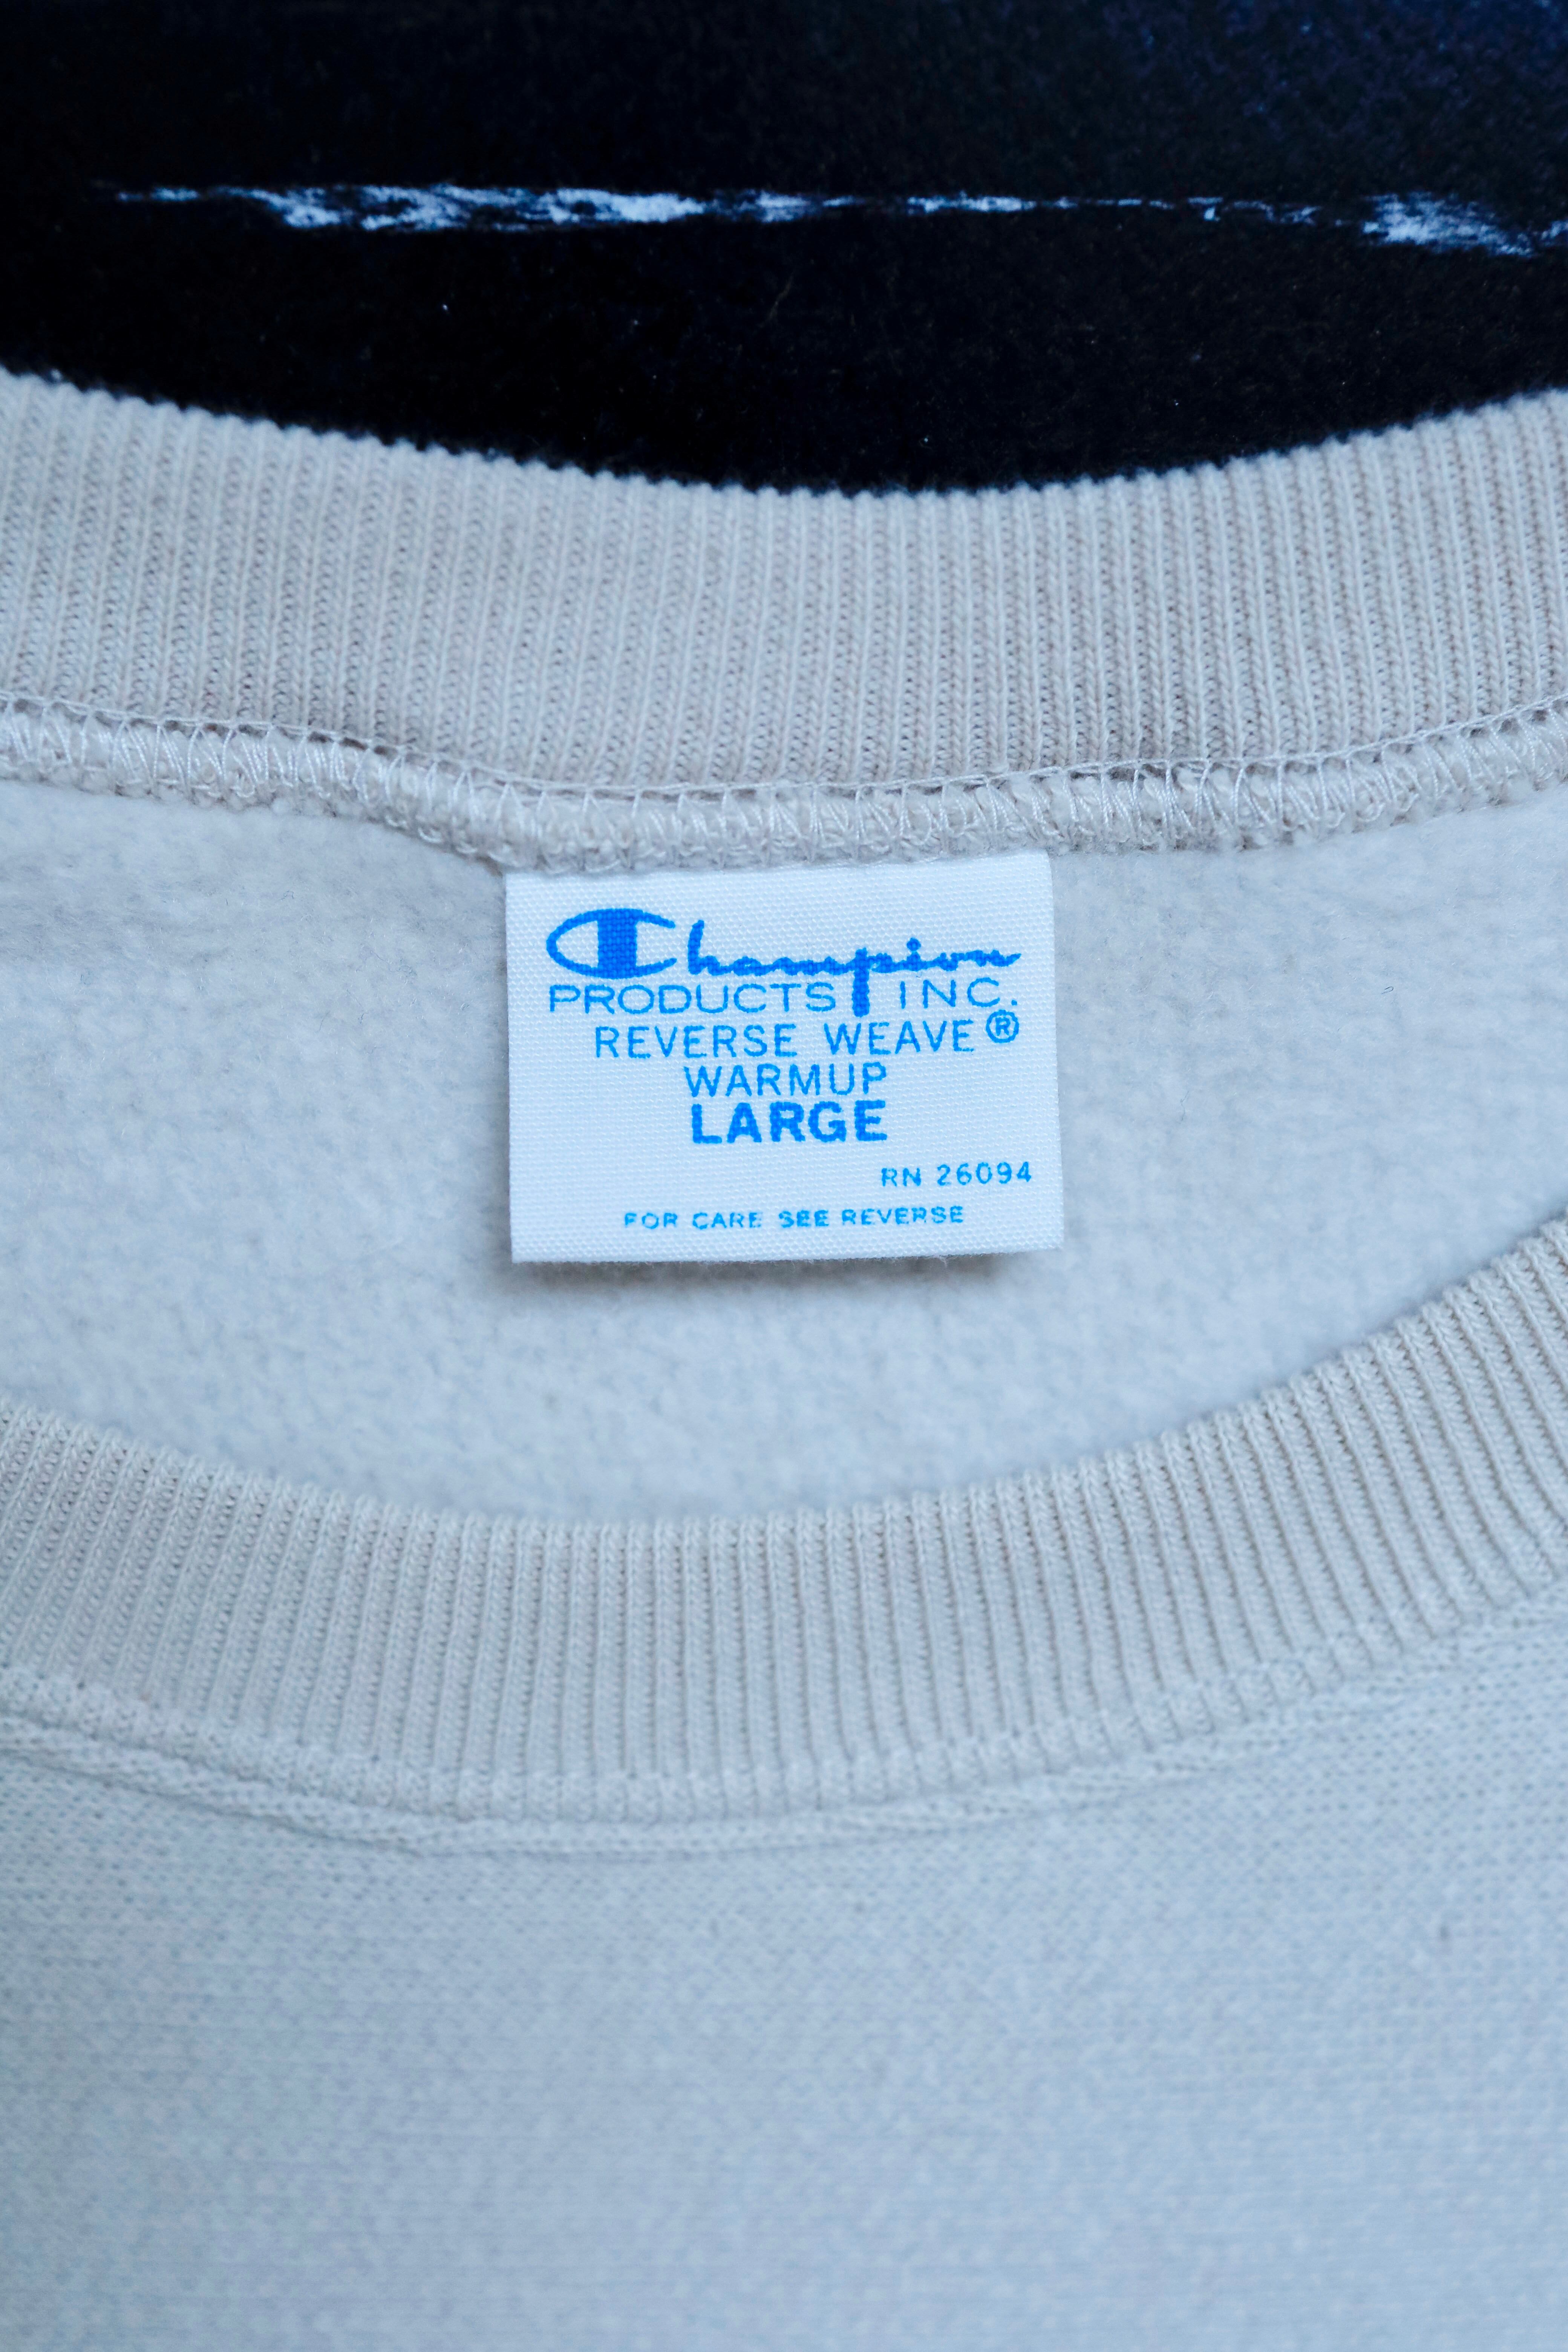 Champion
PRODUCTS INC.
REVERSE WEAVE®
WARMUP
LARGE
RN 26094
FOR CARE SEE REVERSE